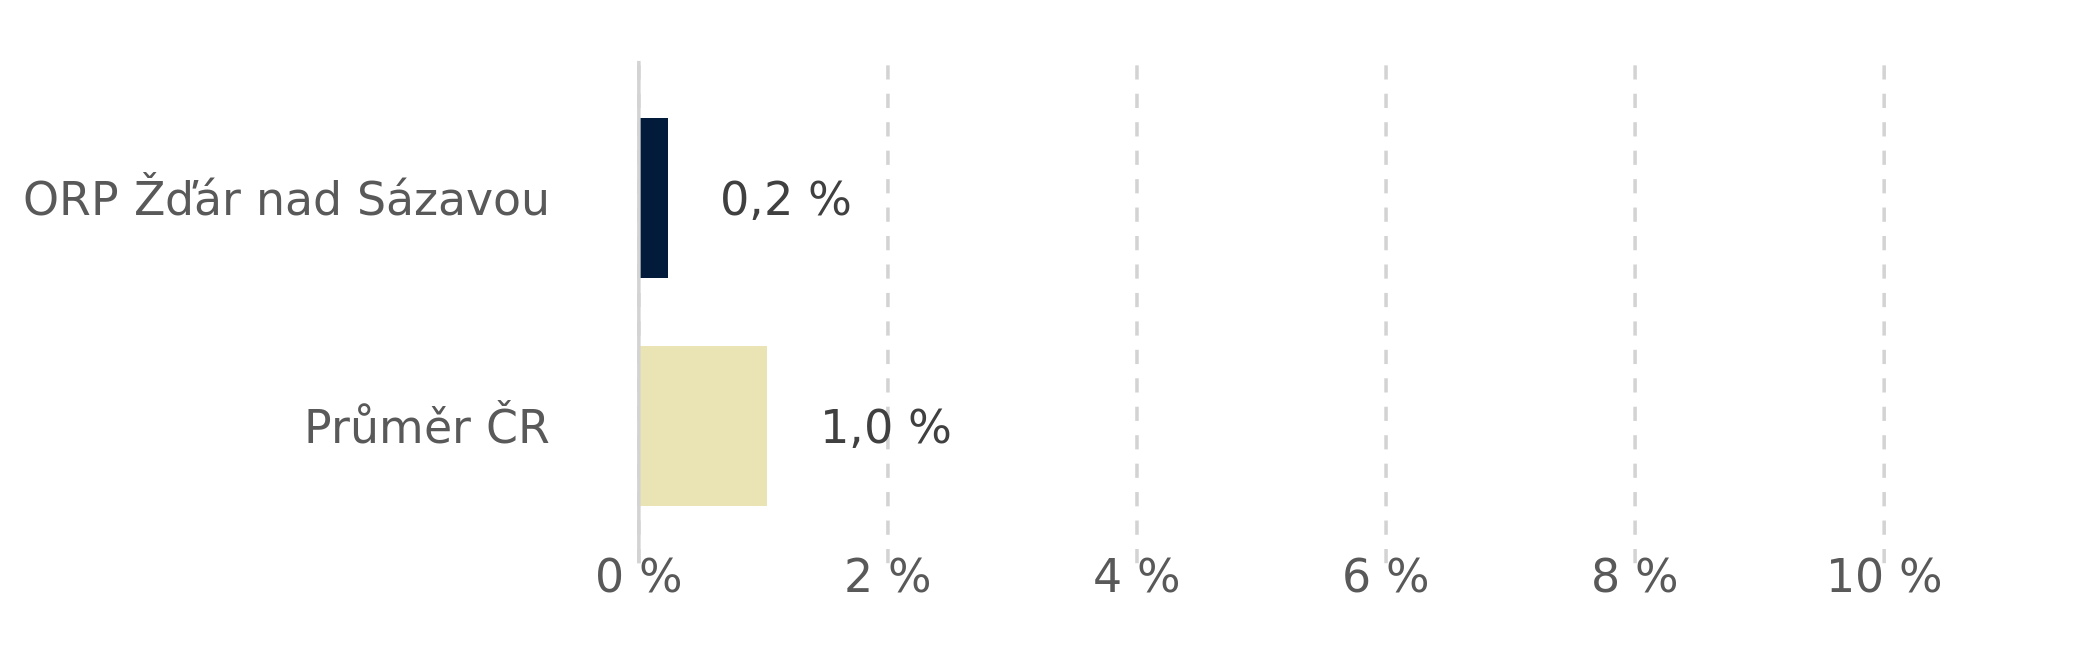 ORP Žďár nad Sázavou
0,2 %
Průměr ČR
1,0 %
0 % 2 % 4 % 6 % 8 % 10 %